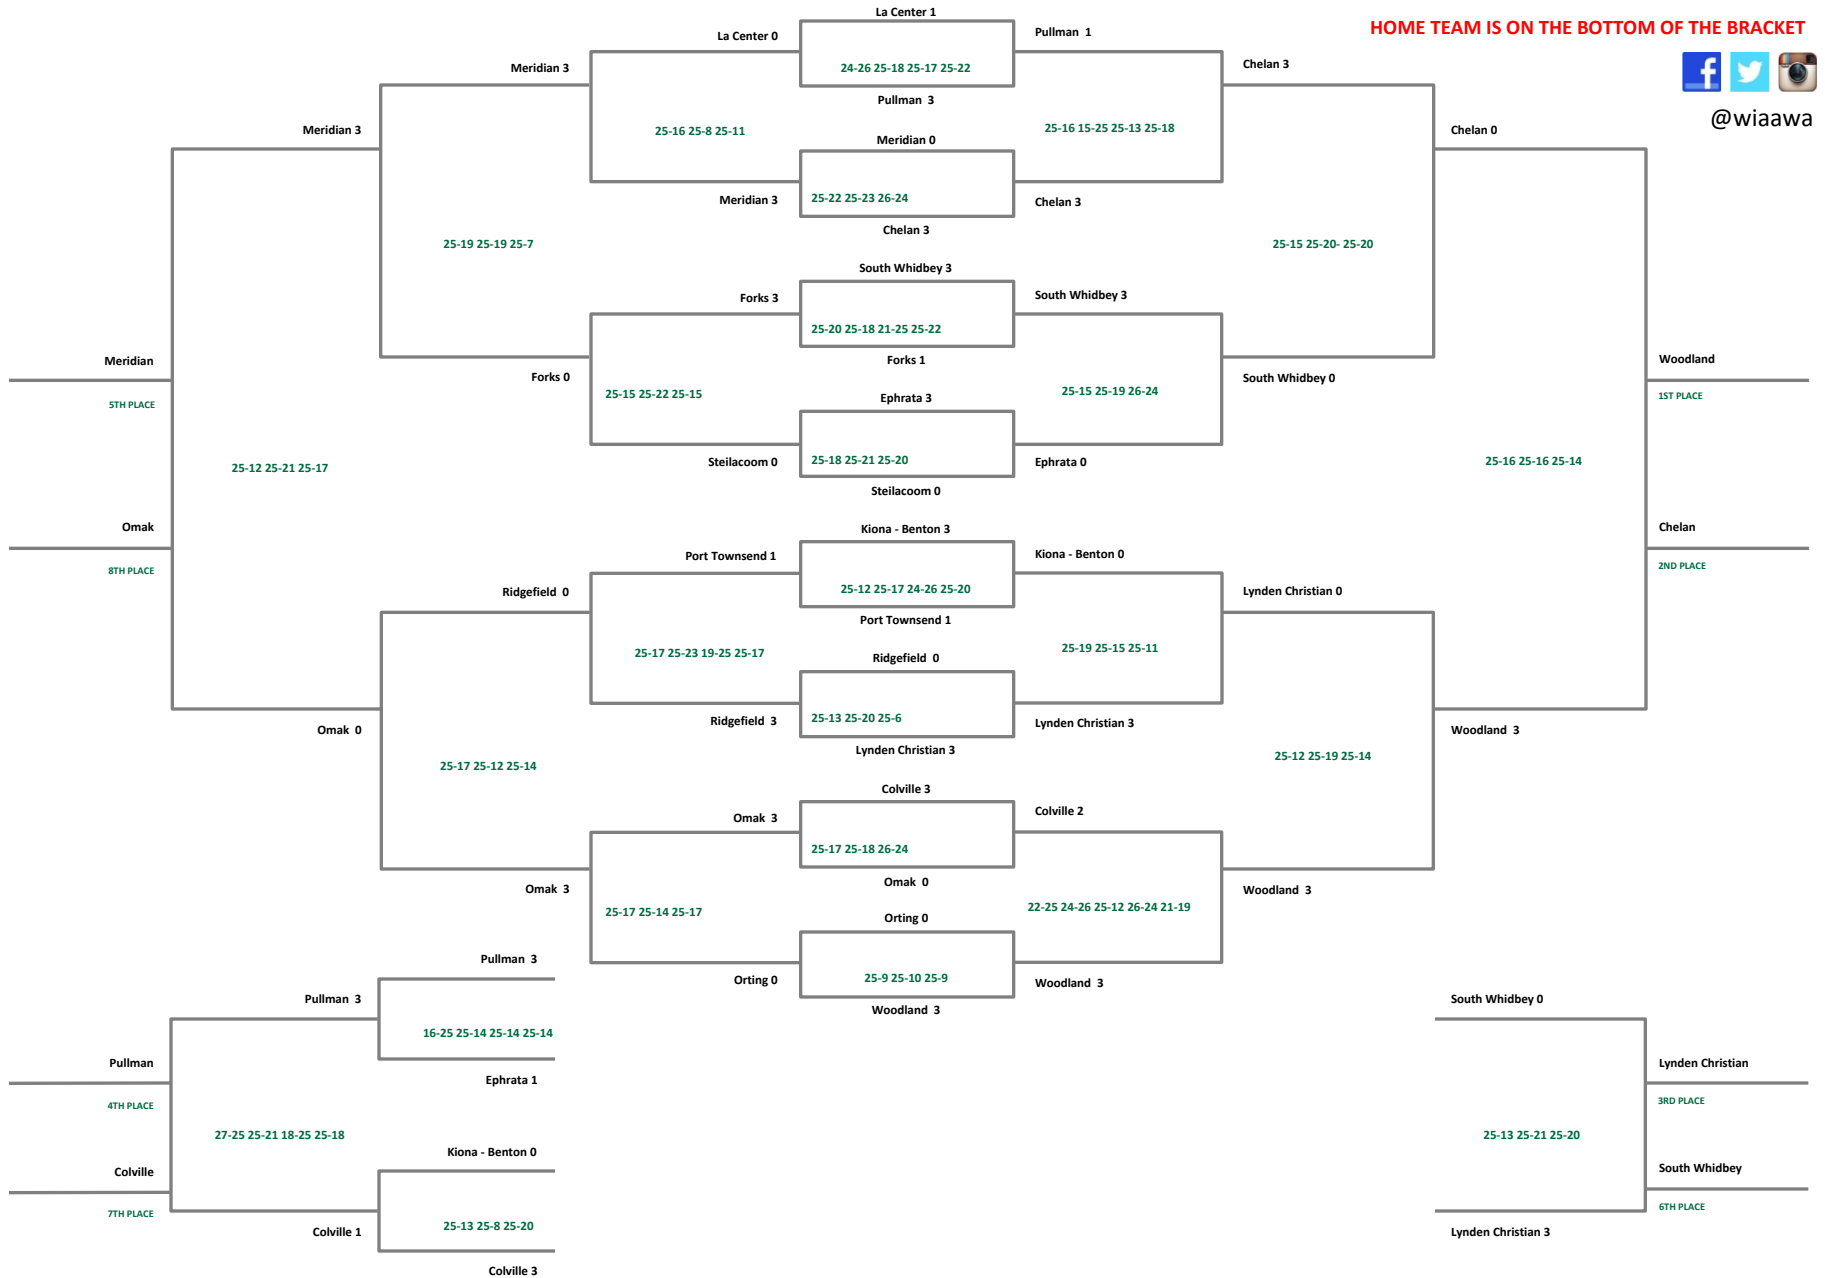 La Center 1
HOME TEAM IS ON THE BOTTOM OF THE BRACKET
La Center 0
Pullman 1
Meridian 3
24-26 25-18 25-17 25-22
Chelan 3
Pullman 3
@wiaawa
Meridian 3
25-16 25-8 25-11
25-16 15-25 25-13 25-18
Chelan 0
Meridian 0
25-22 25-23 26-24
Meridian 3
Chelan 3
Chelan 3
25-19 25-19 25-7
25-15 25-20- 25-20
South Whidbey 3
Forks 3
South Whidbey 3
25-20 25-18 21-25 25-22
Meridian
Forks 1
Woodland
Forks 0
South Whidbey 0
5TH PLACE
25-15 25-22 25-15
Ephrata 3
25-15 25-19 26-24
1ST PLACE
25-12 25-21 25-17
Steilacoom 0
25-18 25-21 25-20
Ephrata 0
25-16 25-16 25-14
Steilacoom 0
Omak
Kiona - Benton 3
Chelan
Port Townsend 1
Kiona - Benton 0
8TH PLACE
2ND PLACE
Ridgefield 0
25-12 25-17 24-26 25-20
Lynden Christian 0
Port Townsend 1
25-17 25-23 19-25 25-17
25-19 25-15 25-11
Ridgefield 0
Ridgefield 3
25-13 25-20 25-6
Lynden Christian 3
Omak 0
Woodland 3
Lynden Christian 3
25-17 25-12 25-14
25-12 25-19 25-14
Colville 3
Omak 3
Colville 2
25-17 25-18 26-24
Omak 3
Omak 0
Woodland 3
25-17 25-14 25-17
22-25 24-26 25-12 26-24 21-19
Orting 0
Pullman 3
Orting 0
25-9 25-10 25-9
Woodland 3
Pullman 3
Woodland 3
South Whidbey 0
16-25 25-14 25-14 25-14
Pullman
Lynden Christian
Ephrata 1
4TH PLACE
3RD PLACE
27-25 25-21 18-25 25-18
25-13 25-21 25-20
Kiona - Benton 0
Colville
South Whidbey
7TH PLACE
6TH PLACE
Colville 1
25-13 25-8 25-20
Lynden Christian 3
Colville 3